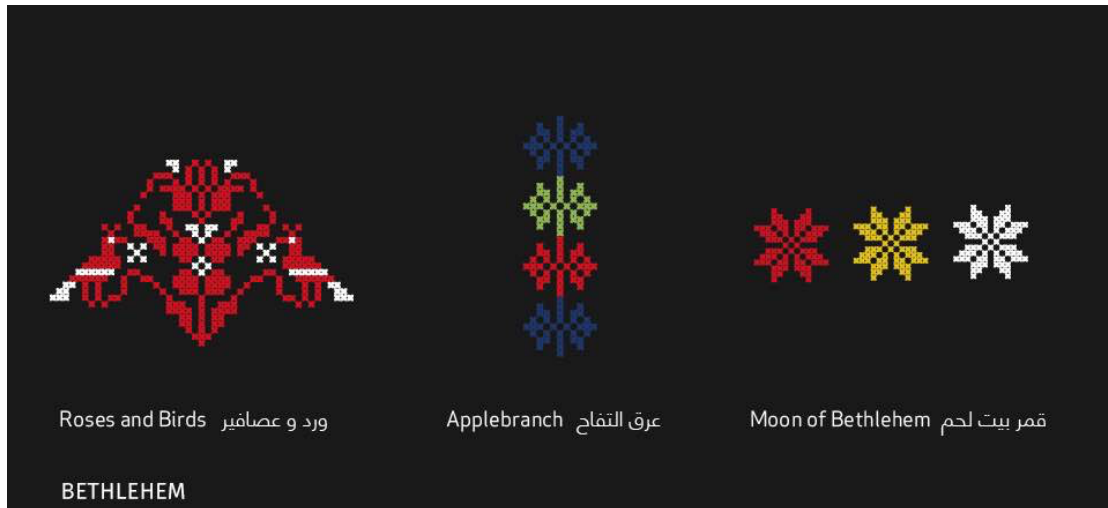 Roses and Birds ورد و عصافير
Applebranch عرق التفاح
Moon of Bethlehem قمر بيت لحم
BETHLEHEM